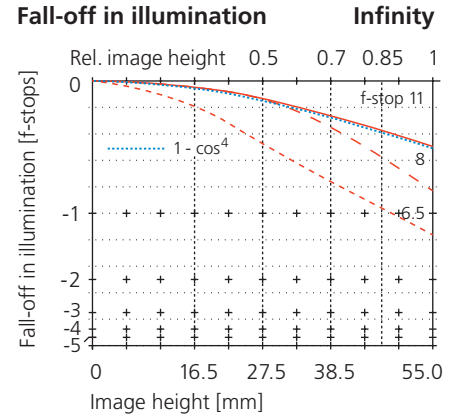 Fall-off in illumination Infinity
Rel. image height 0.5 0.7 0.85 1
0
f-stop 11
1 - cos4
8
-1
6.5
-2
-3
-4
-5
Fall-off in illumination [f-stops]
0 16.5 27.5 38.5 55.0
Image height [mm]